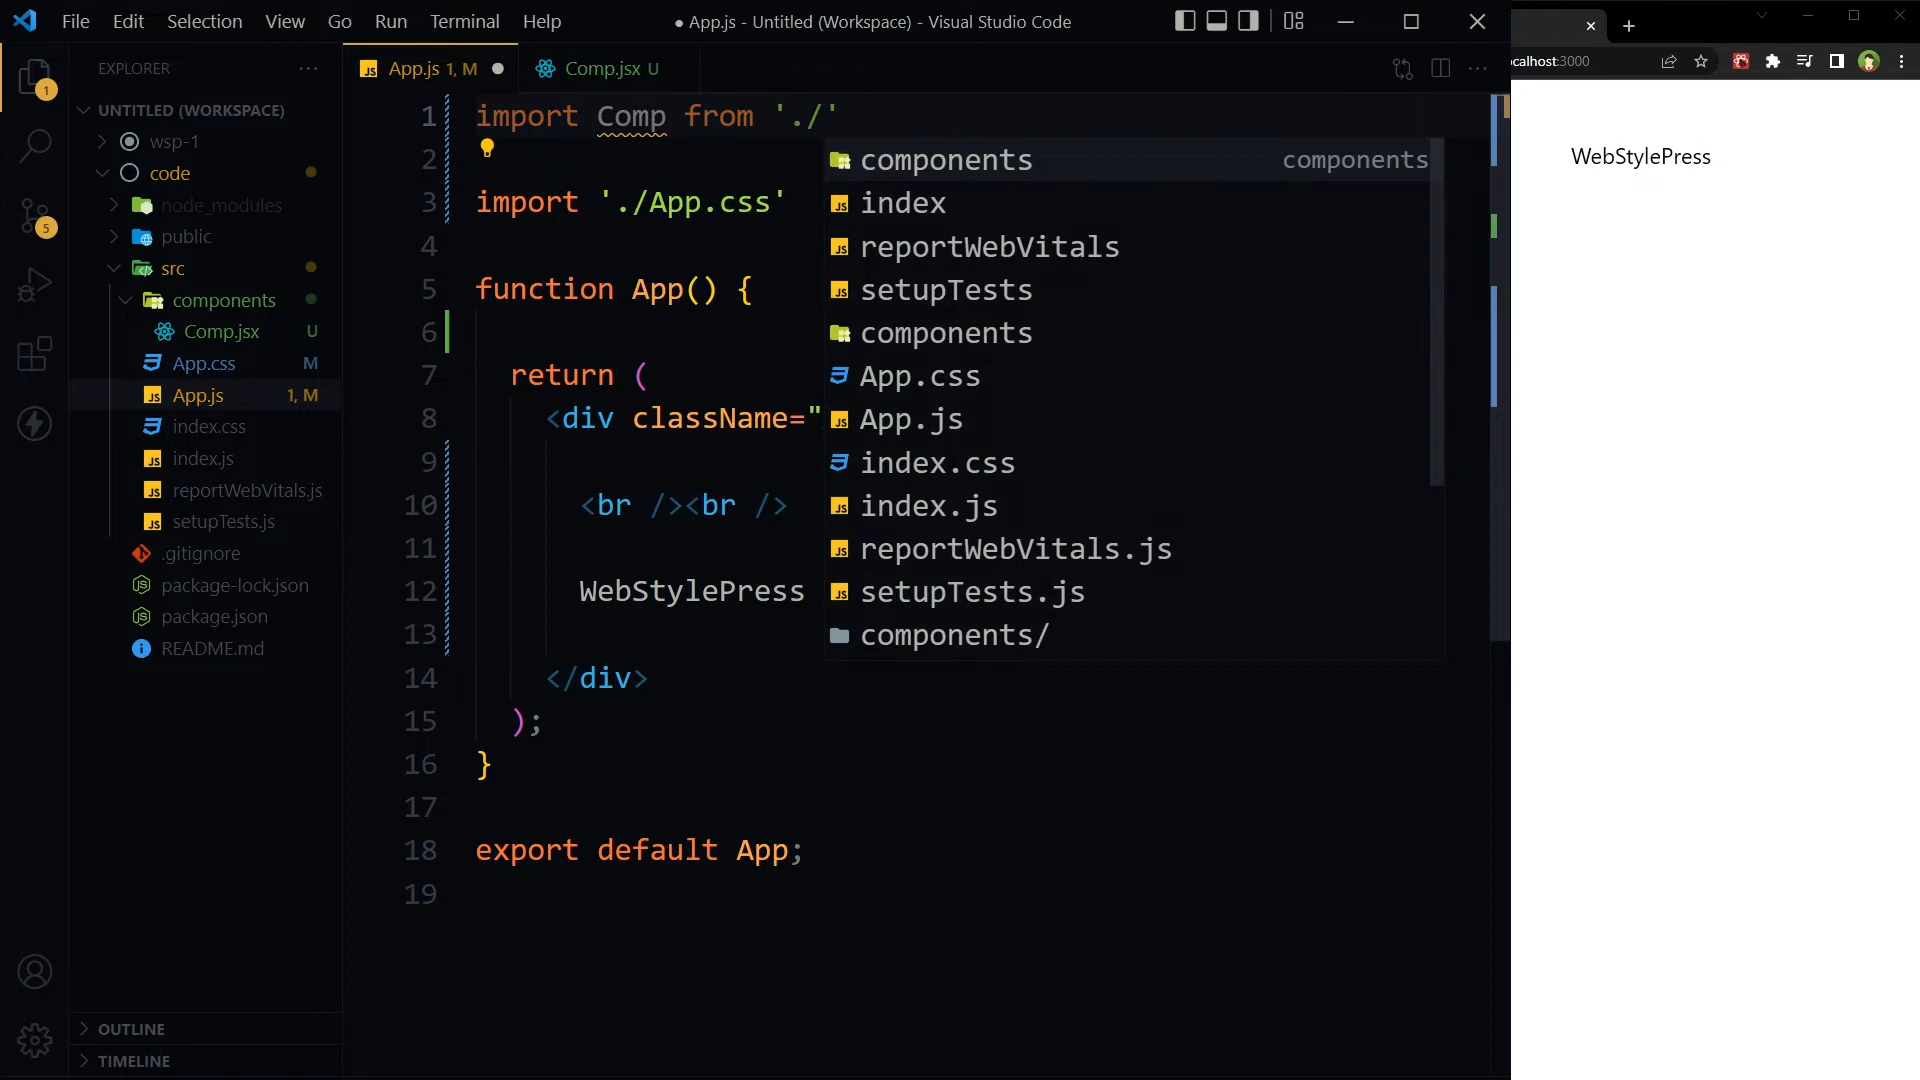 File Edit Selection View Go Run Terminal Help
● App.js - Untitled (Workspace) - Visual Studio Code
EXPLORER
UNTITLED (WORKSPACE)
wsp-1
code
node_modules
public
src
components
Comp.jsx U
App.css M
App.js 1, M
index.css
index.js
reportWebVitals.js
setupTests.js
.gitignore
package-lock.json
package.json
README.md
OUTLINE
TIMELINE
1
5
App.js 1, M
Comp.jsx U
1 import Comp from './'
2
3 import './App.css'
4
5 function App() {
6
7 return (
8 <div className="
9
10 <br /><br />
11
12 WebStylePress
13
14 </div>
15 );
16 }
17
18 export default App;
19
components components
index
reportWebVitals
setupTests
components
App.css
App.js
index.css
index.js
reportWebVitals.js
setupTests.js
components/
ocalhost:3000
WebStylePress